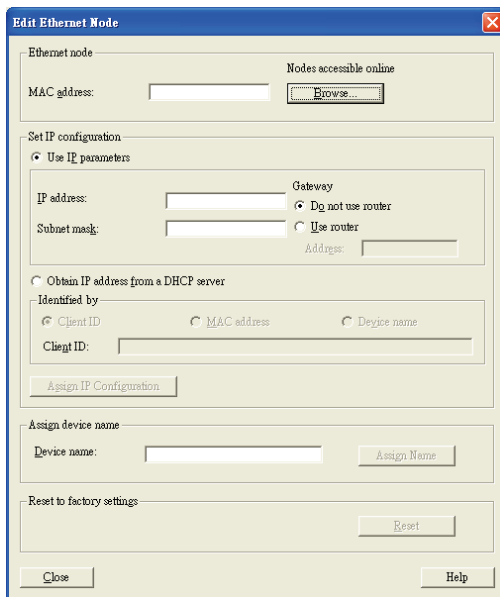 Edit Ethernet Node
Ethernet node
Nodes accessible online
MAC address:
Browse...
Set IP configuration
Use IP parameters
Gateway
IP address:
Do not use router
Subnet mask:
Use router
Address:
Obtain IP address from a DHCP server
Identified by
Client ID
MAC address
Device name
Client ID:
Assign IP Configuration
Assign device name
Device name:
Assign Name
Reset to factory settings
Reset
Close
Help